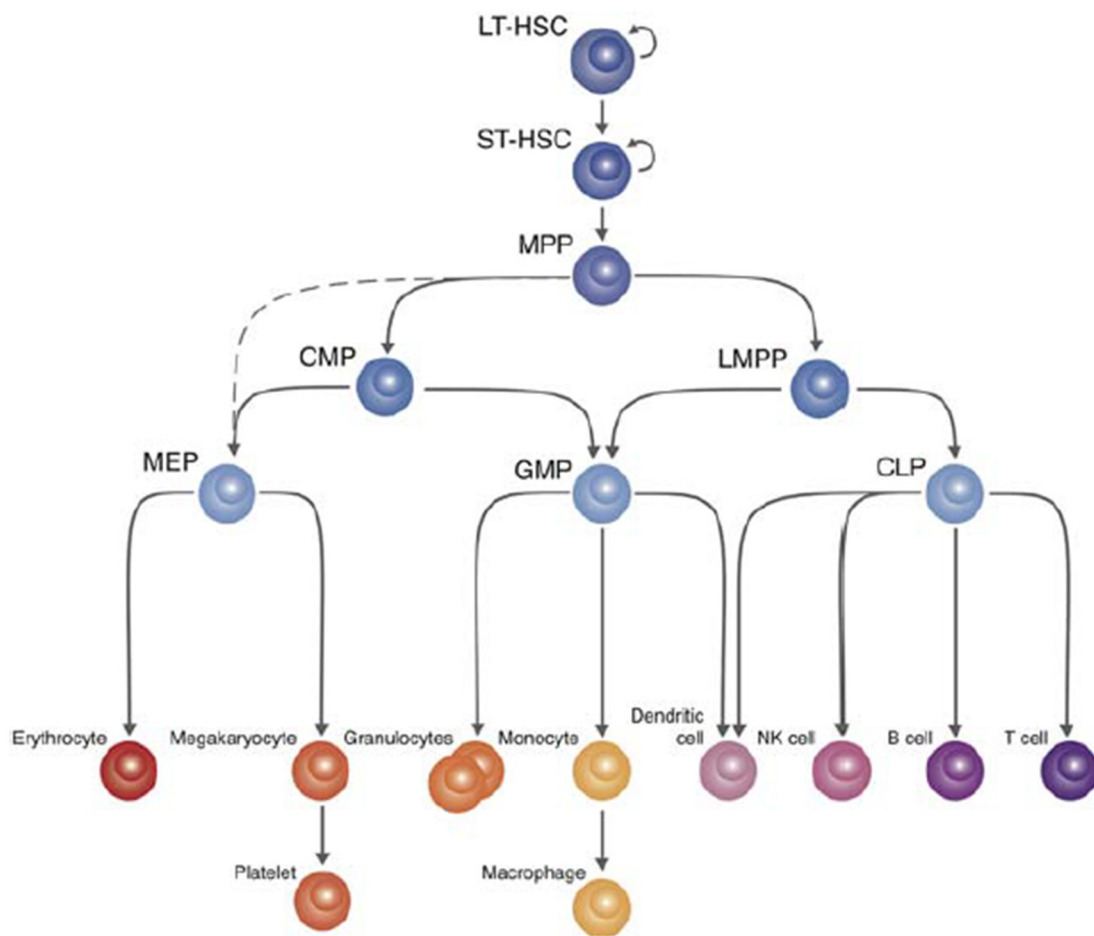 LT-HSC
ST-HSC
MPP
CMP
LMPP
MEP
GMP
CLP
Erythrocyte
Megakaryocyte
Granulocytes
Monocyte
Dendritic
cell
NK cell
B cell
T cell
Platelet
Macrophage